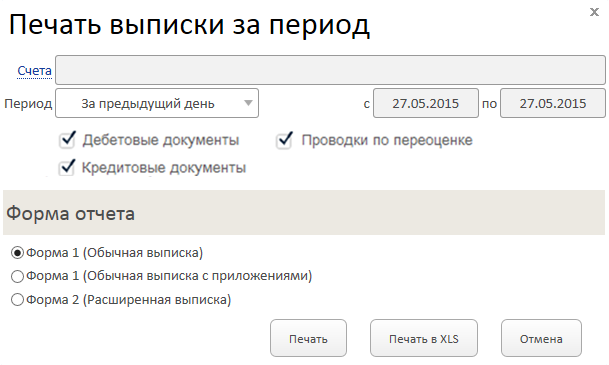 Печать выписки за период
Счета
Период За предыдущий день с 27.05.2015 по 27.05.2015
Дебетовые документы Проводки по переоценке
Кредитовые документы
Форма отчета
Форма 1 (Обычная выписка)
Форма 1 (Обычная выписка с приложениями)
Форма 2 (Расширенная выписка)
Печать Печать в XLS Отмена